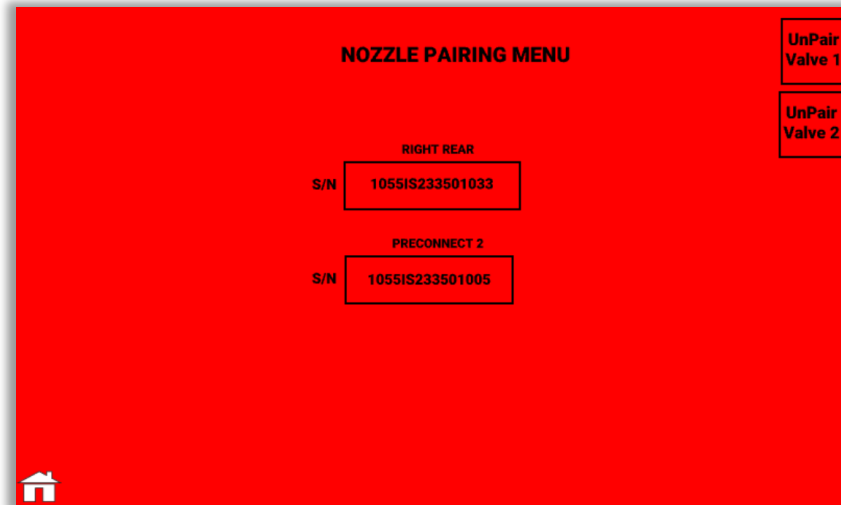 NOZZLE PAIRING MENU
UnPair
Valve 1
UnPair
Valve 2
RIGHT REAR
S/N 1055IS233501033
PRECONNECT 2
S/N 1055IS233501005